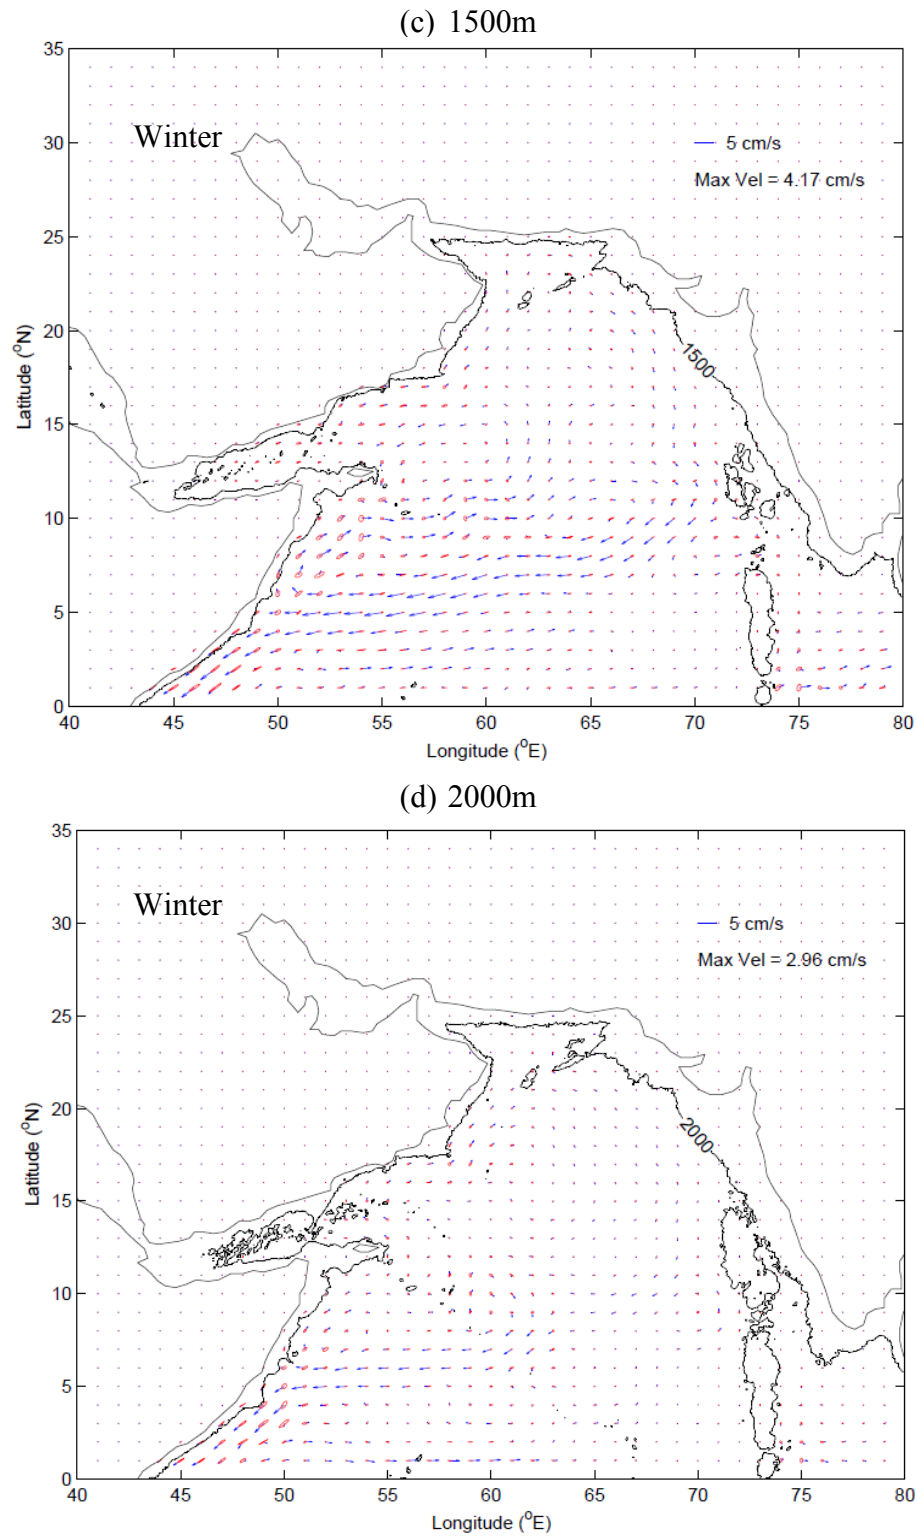 (c) 1500m
35
Winter
30
5 cm/s
Max Vel = 4.17 cm/s
25
20
1500
Latitude (°N)
15
10
5
0
40 45 50 55 60 65 70 75 80
Longitude (°E)
(d) 2000m
35
Winter
30
5 cm/s
Max Vel = 2.96 cm/s
25
20
2000
Latitude (°N)
15
10
5
0
40 45 50 55 60 65 70 75 80
Longitude (°E)